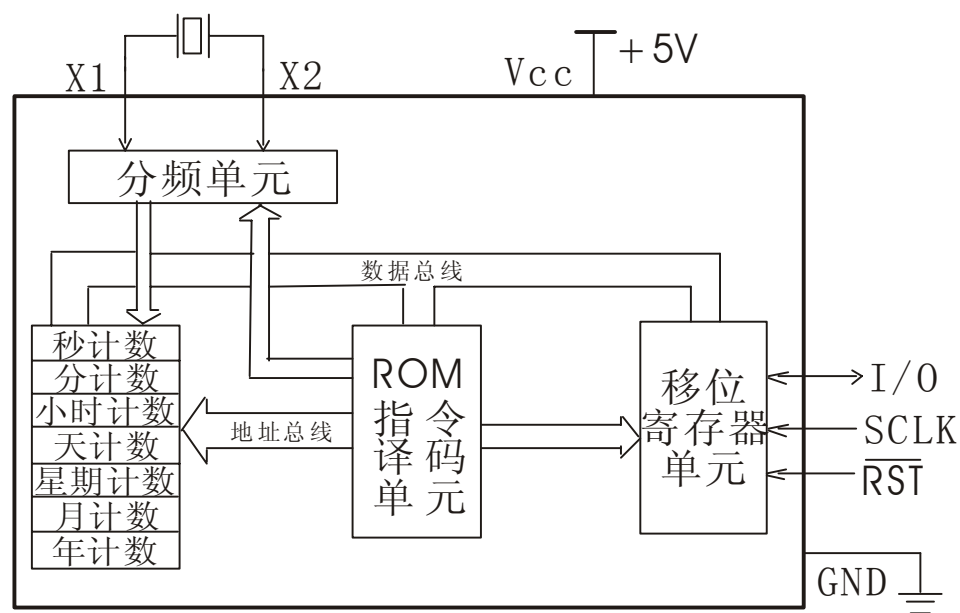 +5V
Vcc
X1
X2
分频单元
数据总线
秒计数
分计数
小时计数
天计数
星期计数
月计数
年计数
地址总线
ROM
指令
译码
单元
移位
寄存器
单元
I/O
SCLK
RST
GND